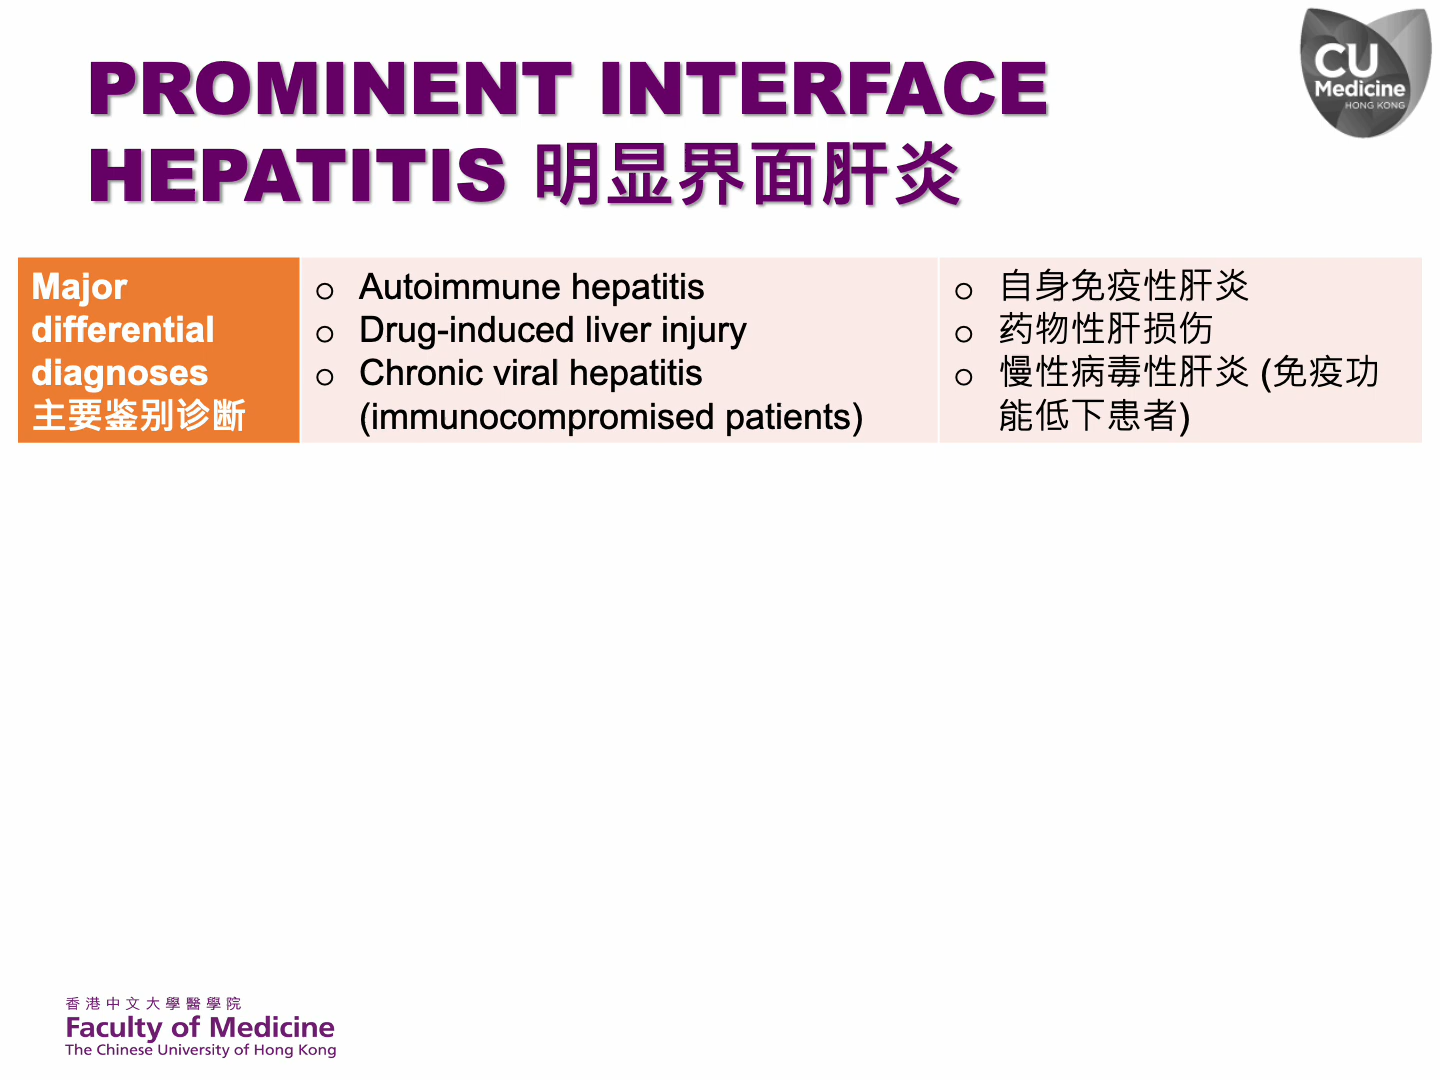 PROMINENT INTERFACE
HEPATITIS 明显界面肝炎
CU
Medicine
HONG KONG
Major
differential
diagnoses
主要鉴别诊断
○ Autoimmune hepatitis
○ Drug-induced liver injury
○ Chronic viral hepatitis
(immunocompromised patients)
○ 自身免疫性肝炎
○ 药物性肝损伤
○ 慢性病毒性肝炎 (免疫功
能低下患者)
香港中文大學醫學院
Faculty of Medicine
The Chinese University of Hong Kong